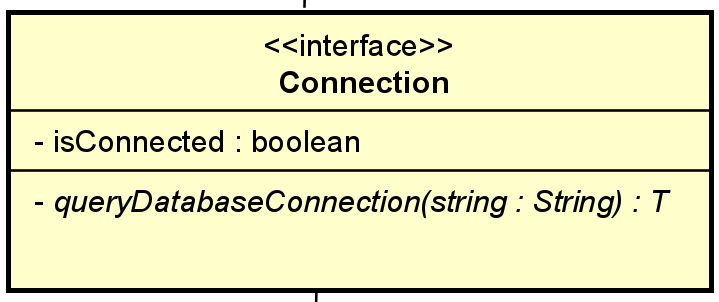 <<interface>>
Connection
- isConnected : boolean
- queryDatabaseConnection(string : String) : T